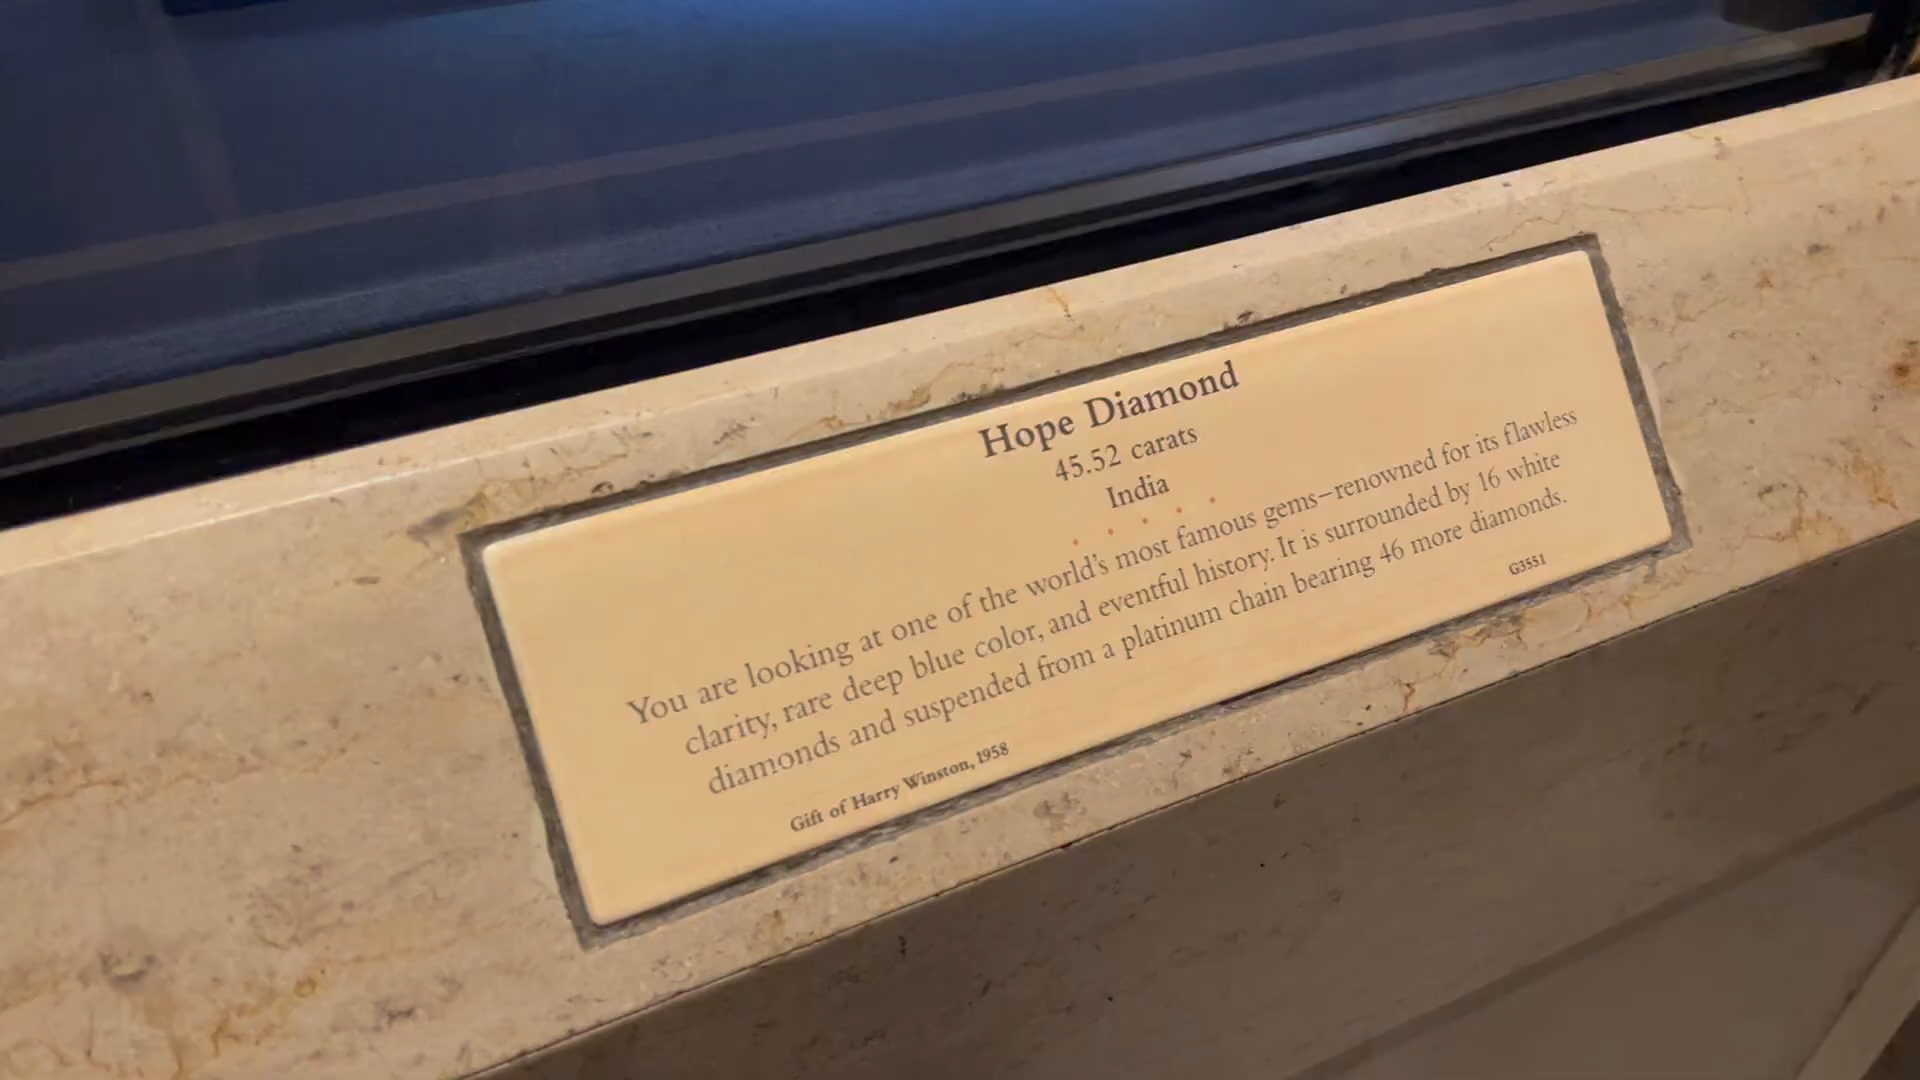 Hope Diamond
45.52 carats
India
You are looking at one of the world's most famous gems–renowned for its flawless
clarity, rare deep blue color, and eventful history. It is surrounded by 16 white
diamonds and suspended from a platinum chain bearing 46 more diamonds.
Gift of Harry Winston, 1958
G3551